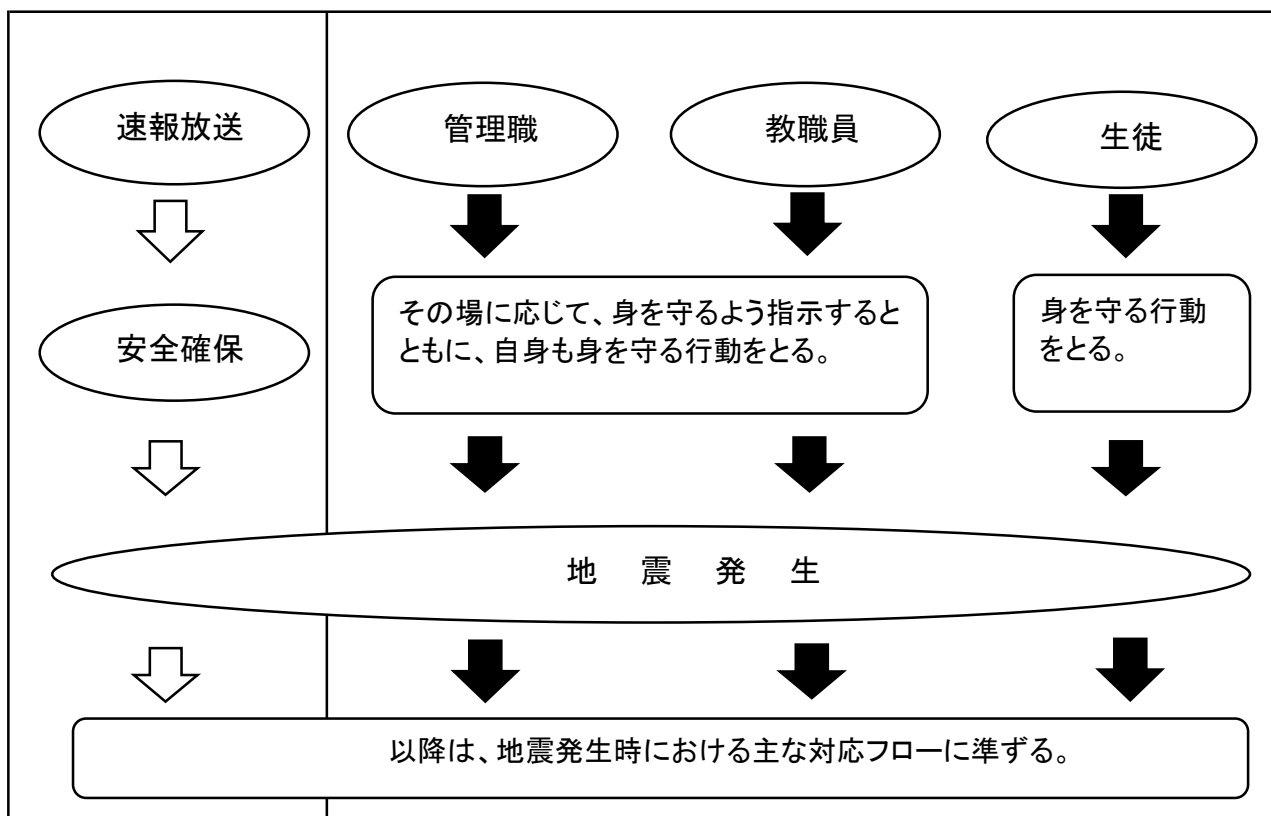 速報放送
管理職
教職員
生徒
安全確保
その場に応じて、身を守るよう指示すると
ともに、自身も身を守る行動をとる。
身を守る行動
をとる。
地 震 発 生
以降は、地震発生時における主な対応フローに準ずる。